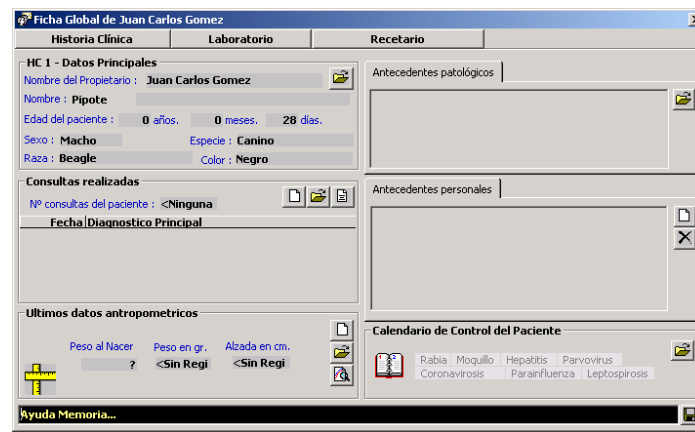 Ficha Global de Juan Carlos Gomez
Historia Clínica Laboratorio Recetario
HC 1 - Datos Principales
Nombre del Propietario : Juan Carlos Gomez
Nombre : Pipote
Edad del paciente : 0 años. 0 meses. 28 días.
Sexo : Macho Especie : Canino
Raza : Beagle Color : Negro
Consultas realizadas
Nº consultas del paciente : <Ninguna
Fecha Diagnostico Principal
Ultimos datos antropometricos
Peso al Nacer Peso en gr. Alzada en cm.
? <Sin Regi <Sin Regi
Antecedentes patológicos
Antecedentes personales
Calendario de Control del Paciente
Rabia Moquillo Hepatitis Parvovirus
Coronavirosis Parainfluenza Leptospirosis
Ayuda Memoria...